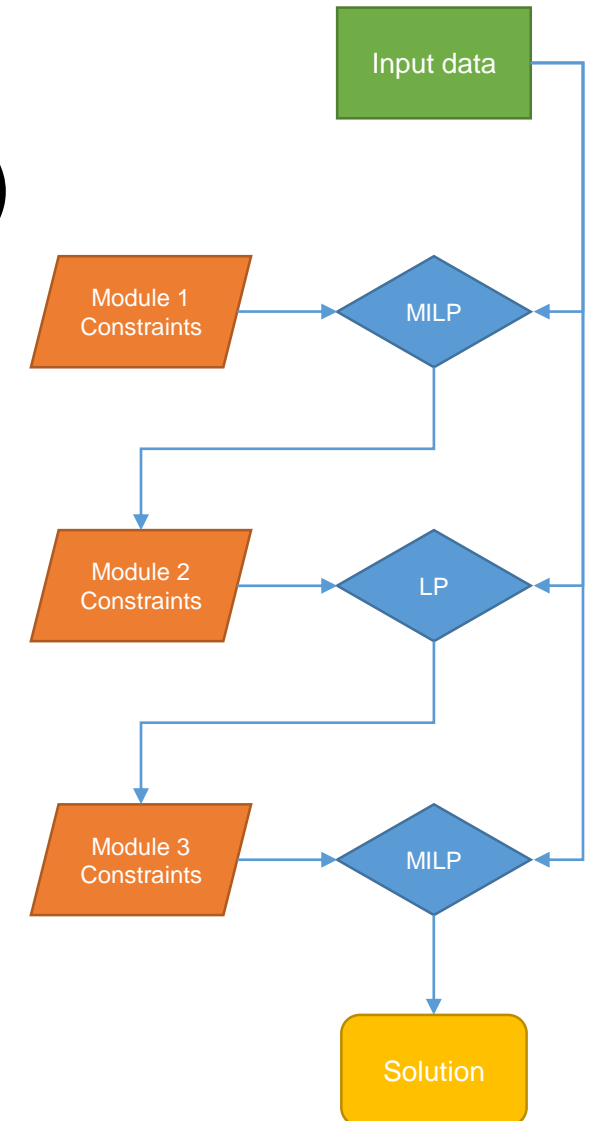 Input data
Module 1
Constraints
MILP
Module 2
Constraints
LP
Module 3
Constraints
MILP
Solution